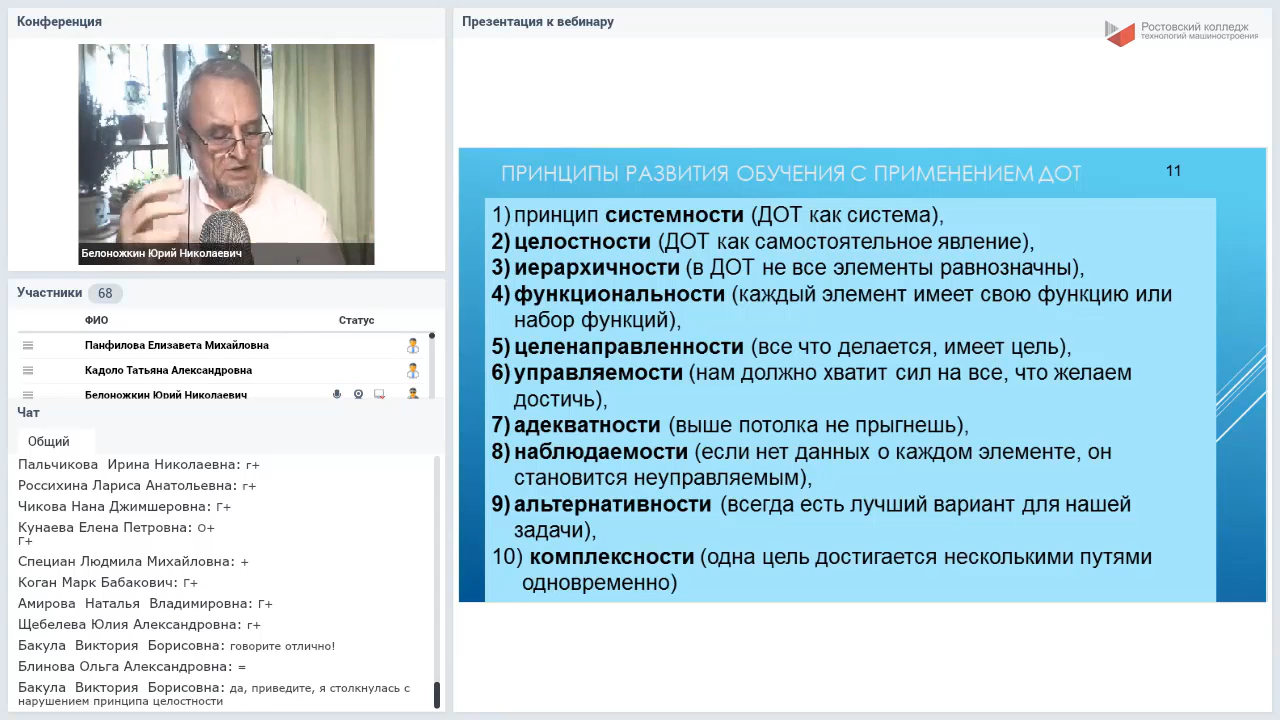 Конференция
Белоножкин Юрий Николаевич
Участники 68
ФИО Статус
Панфилова Елизавета Михайловна
Кадоло Татьяна Александровна
Белоножкин Юрий Николаевич
Чат
Общий
Пальчикова Ирина Николаевна: г+
Россихина Лариса Анатольевна: г+
Чикова Нана Джимшеровна: Г+
Кунаева Елена Петровна: О+
Г+
Специан Людмила Михайловна: +
Коган Марк Бабакович: Г+
Амирова Наталья Владимировна: Г+
Щебелева Юлия Александровна: г+
Бакула Виктория Борисовна: говорите отлично!
Блинова Ольга Александровна: =
Бакула Виктория Борисовна: да, приведите, я столкнулась с
нарушением принципа целостности
Презентация к вебинару
Ростовский колледж
технологий машиностроения
ПРИНЦИПЫ РАЗВИТИЯ ОБУЧЕНИЯ С ПРИМЕНЕНИЕМ ДОТ 11
1) принцип системности (ДОТ как система),
2) целостности (ДОТ как самостоятельное явление),
3) иерархичности (в ДОТ не все элементы равнозначны),
4) функциональности (каждый элемент имеет свою функцию или
набор функций),
5) целенаправленности (все что делается, имеет цель),
6) управляемости (нам должно хватит сил на все, что желаем
достичь),
7) адекватности (выше потолка не прыгнешь),
8) наблюдаемости (если нет данных о каждом элементе, он
становится неуправляемым),
9) альтернативности (всегда есть лучший вариант для нашей
задачи),
10) комплексности (одна цель достигается несколькими путями
одновременно)